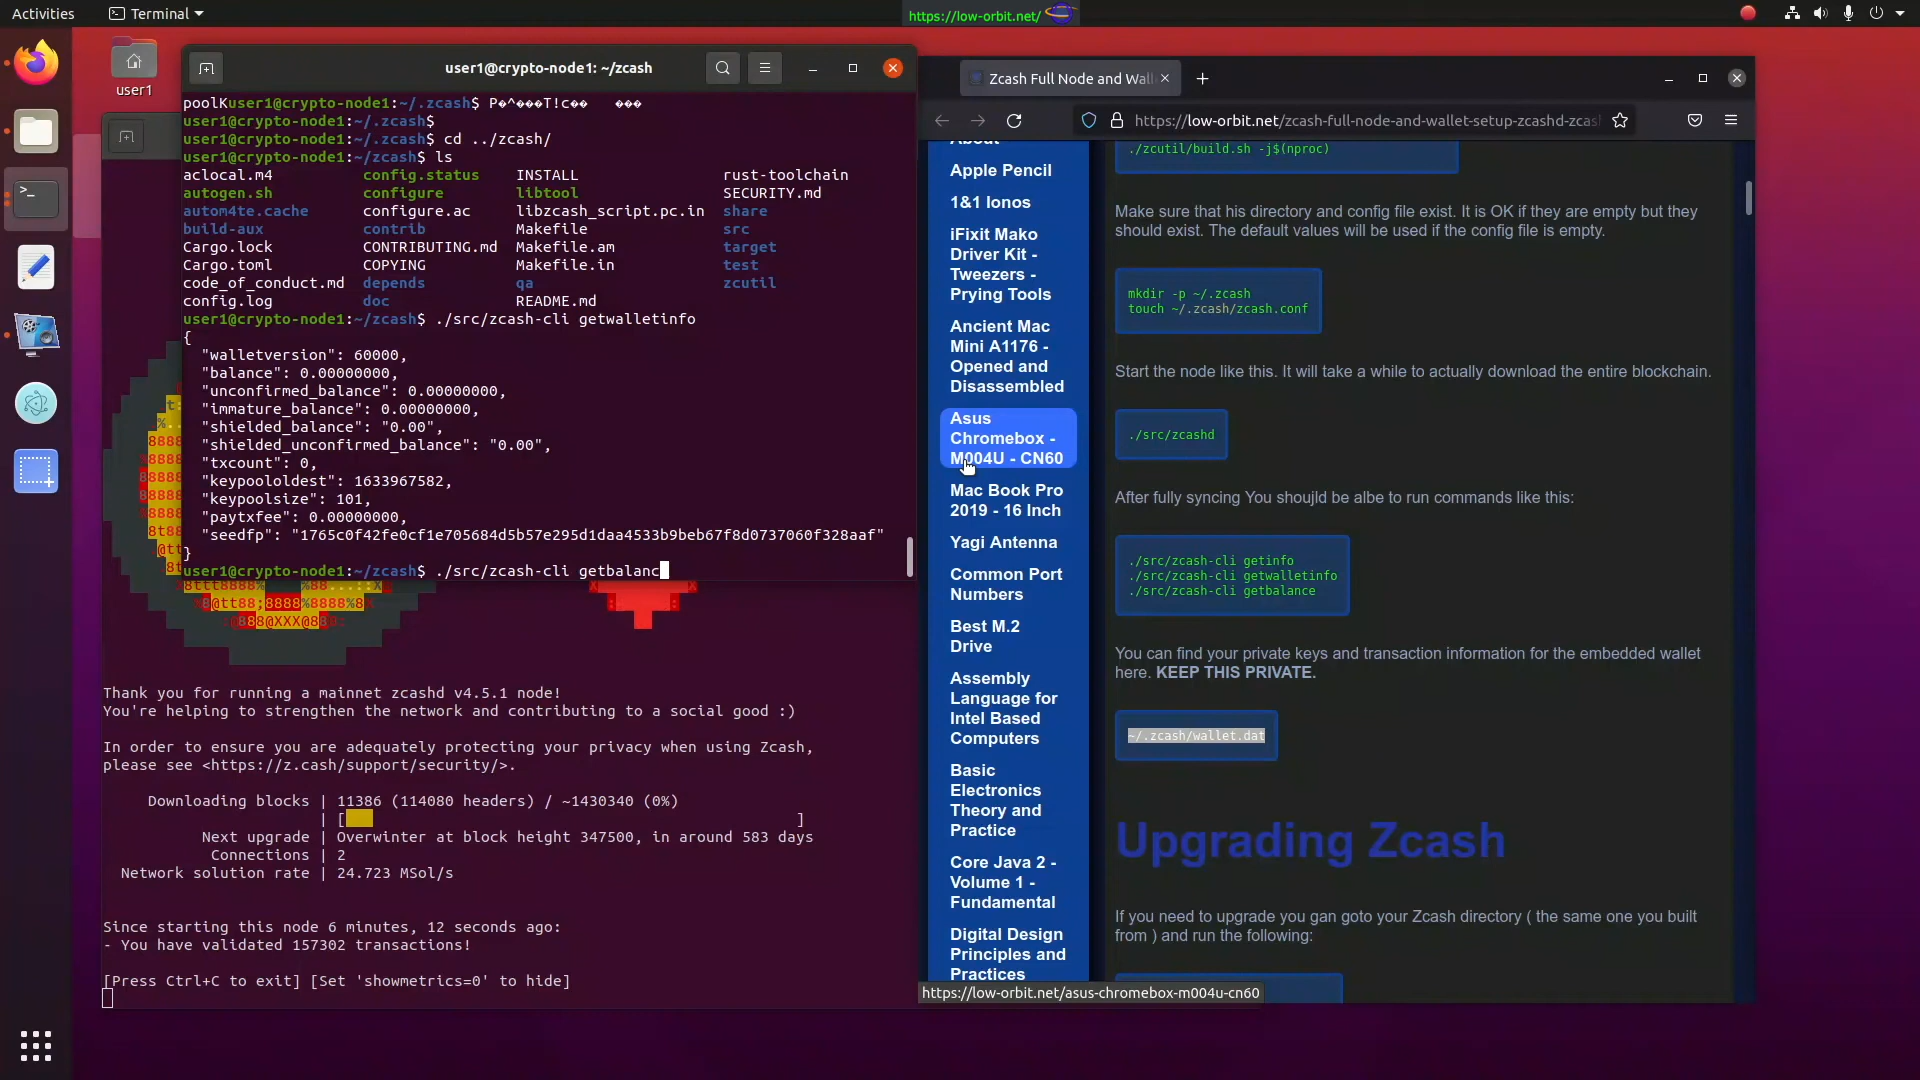 Activities
Terminal
https://low-orbit.net/
user1
user1@crypto-node1: ~/zcash
poolKuser1@crypto-node1:~/.zcash$ P�^���T!c��   ���
user1@crypto-node1:~/.zcash$
user1@crypto-node1:~/.zcash$ cd ../zcash/
user1@crypto-node1:~/zcash$ ls
aclocal.m4 config.status INSTALL rust-toolchain
autogen.sh configure libtool SECURITY.md
autom4te.cache configure.ac libzcash_script.pc.in share
build-aux contrib Makefile src
Cargo.lock CONTRIBUTING.md Makefile.am target
Cargo.toml COPYING Makefile.in test
code_of_conduct.md depends qa zcutil
config.log doc README.md
user1@crypto-node1:~/zcash$ ./src/zcash-cli getwalletinfo
{
"walletversion": 60000,
"balance": 0.00000000,
"unconfirmed_balance": 0.00000000,
"immature_balance": 0.00000000,
"shielded_balance": "0.00",
"shielded_unconfirmed_balance": "0.00",
"txcount": 0,
"keypoololdest": 1633967582,
"keypoolsize": 101,
"paytxfee": 0.00000000,
"seedfp": "1765c0f42fe0cf1e705684d5b57e295d1daa4533b9beb67f8d0737060f328aaf"
}
user1@crypto-node1:~/zcash$ ./src/zcash-cli getbalanc
Thank you for running a mainnet zcashd v4.5.1 node!
You're helping to strengthen the network and contributing to a social good :)
In order to ensure you are adequately protecting your privacy when using Zcash,
please see <https://z.cash/support/security/>.
Downloading blocks | 11386 (114080 headers) / ~1430340 (0%)
| [ ]
Next upgrade | Overwinter at block height 347500, in around 583 days
Connections | 2
Network solution rate | 24.723 MSol/s
Since starting this node 6 minutes, 12 seconds ago:
- You have validated 157302 transactions!
[Press Ctrl+C to exit] [Set 'showmetrics=0' to hide]
Zcash Full Node and Wall
https://low-orbit.net/zcash-full-node-and-wallet-setup-zcashd-zcas
About
Apple Pencil
1&1 Ionos
iFixit Mako
Driver Kit -
Tweezers -
Prying Tools
Ancient Mac
Mini A1176 -
Opened and
Disassembled
Asus
Chromebox -
M004U - CN60
Mac Book Pro
2019 - 16 Inch
Yagi Antenna
Common Port
Numbers
Best M.2
Drive
Assembly
Language for
Intel Based
Computers
Basic
Electronics
Theory and
Practice
Core Java 2 -
Volume 1 -
Fundamental
Digital Design
Principles and
Practices
./zcutil/build.sh -j$(nproc)
Make sure that his directory and config file exist. It is OK if they are empty but they
should exist. The default values will be used if the config file is empty.
mkdir -p ~/.zcash
touch ~/.zcash/zcash.conf
Start the node like this. It will take a while to actually download the entire blockchain.
./src/zcashd
After fully syncing You shoujld be albe to run commands like this:
./src/zcash-cli getinfo
./src/zcash-cli getwalletinfo
./src/zcash-cli getbalance
You can find your private keys and transaction information for the embedded wallet
here. KEEP THIS PRIVATE.
~/.zcash/wallet.dat
Upgrading Zcash
If you need to upgrade you gan goto your Zcash directory ( the same one you built
from ) and run the following:
https://low-orbit.net/asus-chromebox-m004u-cn60